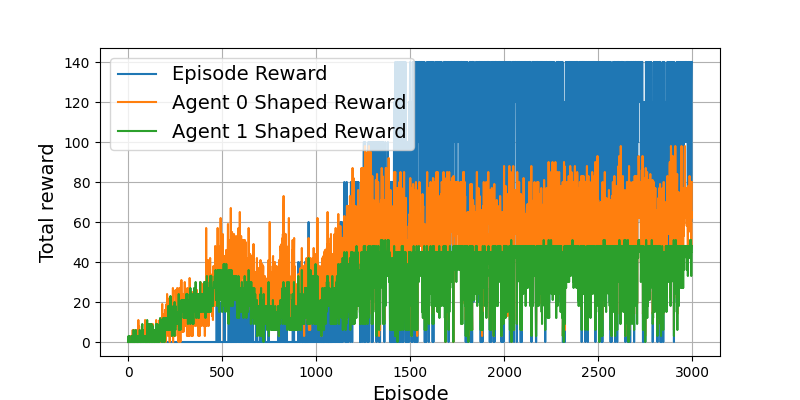 140
120
100
80
60
40
20
0
Total reward
Episode Reward
Agent 0 Shaped Reward
Agent 1 Shaped Reward
0 500 1000 1500 2000 2500 3000
Episode